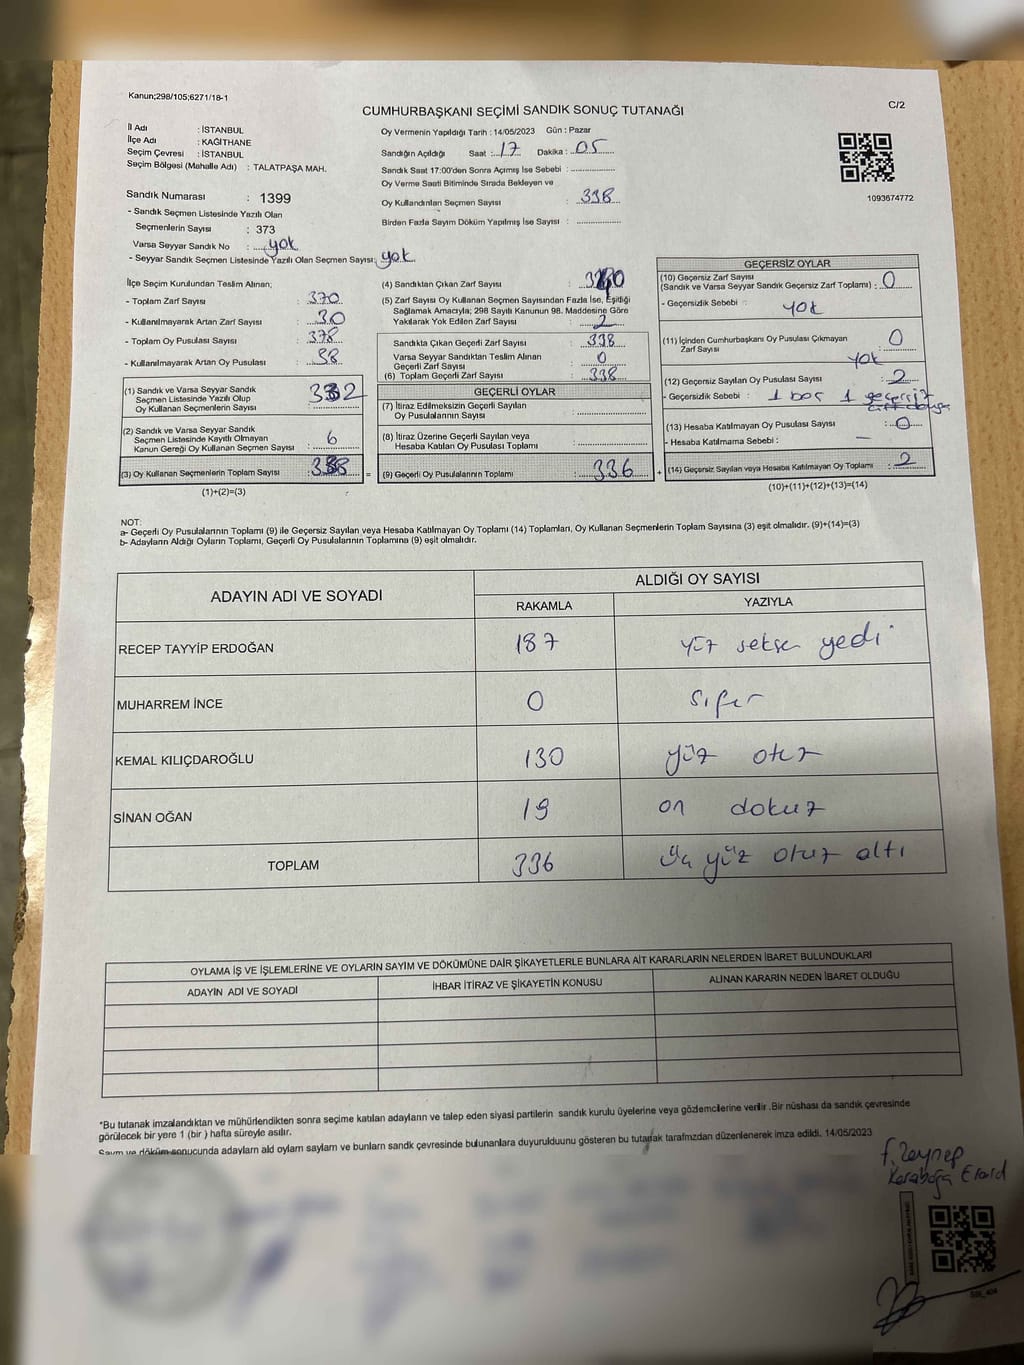 Kanun;298/105;6271/18-1
C/2
CUMHURBAŞKANI SEÇİMİ SANDIK SONUÇ TUTANAĞI
İl Adı : İSTANBUL
İlçe Adı : KAĞITHANE
Seçim Çevresi : İSTANBUL
Seçim Bölgesi (Mahalle Adı) : TALATPAŞA MAH.
Sandık Numarası : 1399
- Sandık Seçmen Listesinde Yazılı Olan
Seçmenlerin Sayısı : 373
Varsa Seyyar Sandık No : yok
- Seyyar Sandık Seçmen Listesinde Yazılı Olan Seçmen Sayısı: yok
Oy Vermenin Yapıldığı Tarih : 14/05/2023 Gün : Pazar
Sandığın Açıldığı Saat : 17 Dakika : 05
Sandık Saat 17:00'den Sonra Açımış İse Sebebi :
Oy Verme Saati Bitiminde Sırada Bekleyen ve
Oy Kullandırılan Seçmen Sayısı : 338
Birden Fazla Sayım Döküm Yapılmış İse Sayısı :
1093674772
İlçe Seçim Kurulundan Teslim Alınan;
- Toplam Zarf Sayısı : 370
- Kullanılmayarak Artan Zarf Sayısı : 30
- Toplam Oy Pusulası Sayısı : 378
- Kullanılmayarak Artan Oy Pusulası : 38
(1) Sandık ve Varsa Seyyar Sandık
Seçmen Listesinde Yazılı Olup
Oy Kullanan Seçmenlerin Sayısı : 332
(2) Sandık ve Varsa Seyyar Sandık
Seçmen Listesinde Kayıtlı Olmayan
Kanun Gereği Oy Kullanan Seçmen Sayısı : 6
(3) Oy Kullanan Seçmenlerin Toplam Sayısı : 338
(1)+(2)=(3)
(4) Sandıktan Çıkan Zarf Sayısı : 340
(5) Zarf Sayısı Oy Kullanan Seçmen Sayısından Fazla İse, Eşitliği
Sağlamak Amacıyla; 298 Sayılı Kanunun 98. Maddesine Göre
Yakılarak Yok Edilen Zarf Sayısı : 2
Sandıkta Çıkan Geçerli Zarf Sayısı : 338
Varsa Seyyar Sandıktan Teslim Alınan
Geçerli Zarf Sayısı : 0
(6) Toplam Geçerli Zarf Sayısı : 338
GEÇERLİ OYLAR
(7) İtiraz Edilmeksizin Geçerli Sayılan
Oy Pusulalarının Sayısı :
(8) İtiraz Üzerine Geçerli Sayılan veya
Hesaba Katılan Oy Pusulası Toplamı :
= (9) Geçerli Oy Pusulalarının Toplamı : 336
GEÇERSİZ OYLAR
(10) Geçersiz Zarf Sayısı
(Sandık ve Varsa Seyyar Sandık Geçersiz Zarf Toplamı) : 0
- Geçersizlik Sebebi : yok
(11) İçinden Cumhurbaşkanı Oy Pusulası Çıkmayan
Zarf Sayısı : 0
yok
(12) Geçersiz Sayılan Oy Pusulası Sayısı : 2
- Geçersizlik Sebebi : 1 boş 1 geçersiz
(13) Hesaba Katılmayan Oy Pusulası Sayısı : 0
- Hesaba Katılmama Sebebi : —
+ (14) Geçersiz Sayılan veya Hesaba Katılmayan Oy Toplamı : 2
(10)+(11)+(12)+(13)=(14)
NOT:
a- Geçerli Oy Pusulalarının Toplamı (9) ile Geçersiz Sayılan veya Hesaba Katılmayan Oy Toplamı (14) Toplamları, Oy Kullanan Seçmenlerin Toplam Sayısına (3) eşit olmalıdır. (9)+(14)=(3)
b- Adayların Aldığı Oyların Toplamı, Geçerli Oy Pusulalarının Toplamına (9) eşit olmalıdır.
ADAYIN ADI VE SOYADI
ALDIĞI OY SAYISI
RAKAMLA YAZIYLA
RECEP TAYYİP ERDOĞAN 187 yüz seksen yedi
MUHARREM İNCE 0 sıfır
KEMAL KILIÇDAROĞLU 130 yüz otuz
SİNAN OĞAN 19 on dokuz
TOPLAM 336 Üç yüz otuz altı
OYLAMA İŞ VE İŞLEMLERİNE VE OYLARIN SAYIM VE DÖKÜMÜNE DAİR ŞİKAYETLERLE BUNLARA AİT KARARLARIN NELERDEN İBARET BULUNDUKLARI
ADAYIN ADI VE SOYADI İHBAR İTİRAZ VE ŞİKAYETİN KONUSU ALINAN KARARIN NEDEN İBARET OLDUĞU
*Bu tutanak imzalandıktan ve mühürlendikten sonra seçime katılan adayların ve talep eden siyasi partilerin sandık kurulu üyelerine veya gözlemcilerine verilir .Bir nüshası da sandık çevresinde
görülecek bir yere 1 (bir ) hafta süreyle asılır.
Sayım ve döküm sonucunda adayların ald oyların sayların ve bunların sandk çevresinde bulunanlara duyurulduunu gösteren bu tutanak tarafmzdan düzenlenerek imza edildi. 14/05/2023
f. Zeynep
Karaboğa